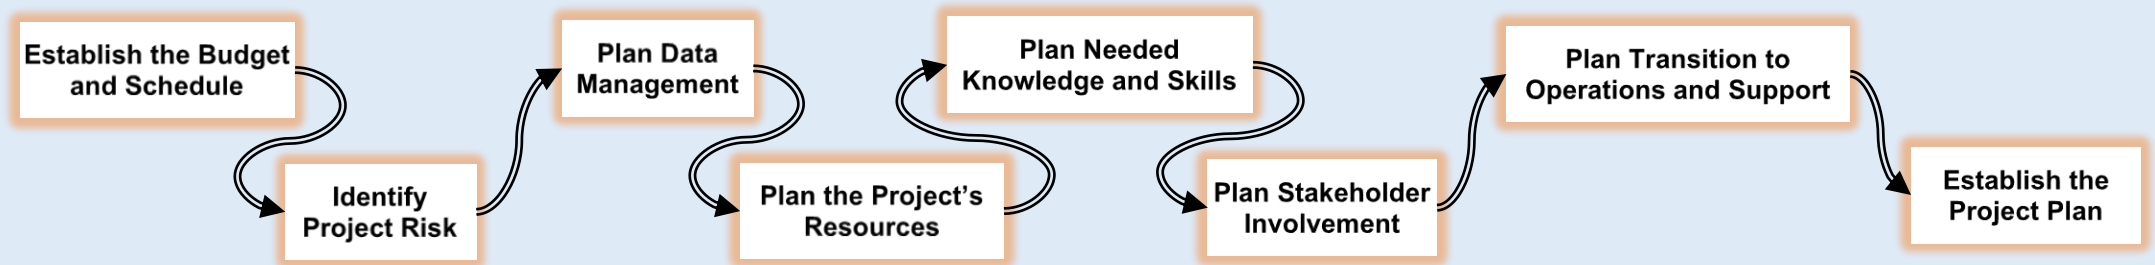 Establish the Budget
and Schedule
Identify
Project Risk
Plan Data
Management
Plan the Project’s
Resources
Plan Needed
Knowledge and Skills
Plan Stakeholder
Involvement
Plan Transition to
Operations and Support
Establish the
Project Plan